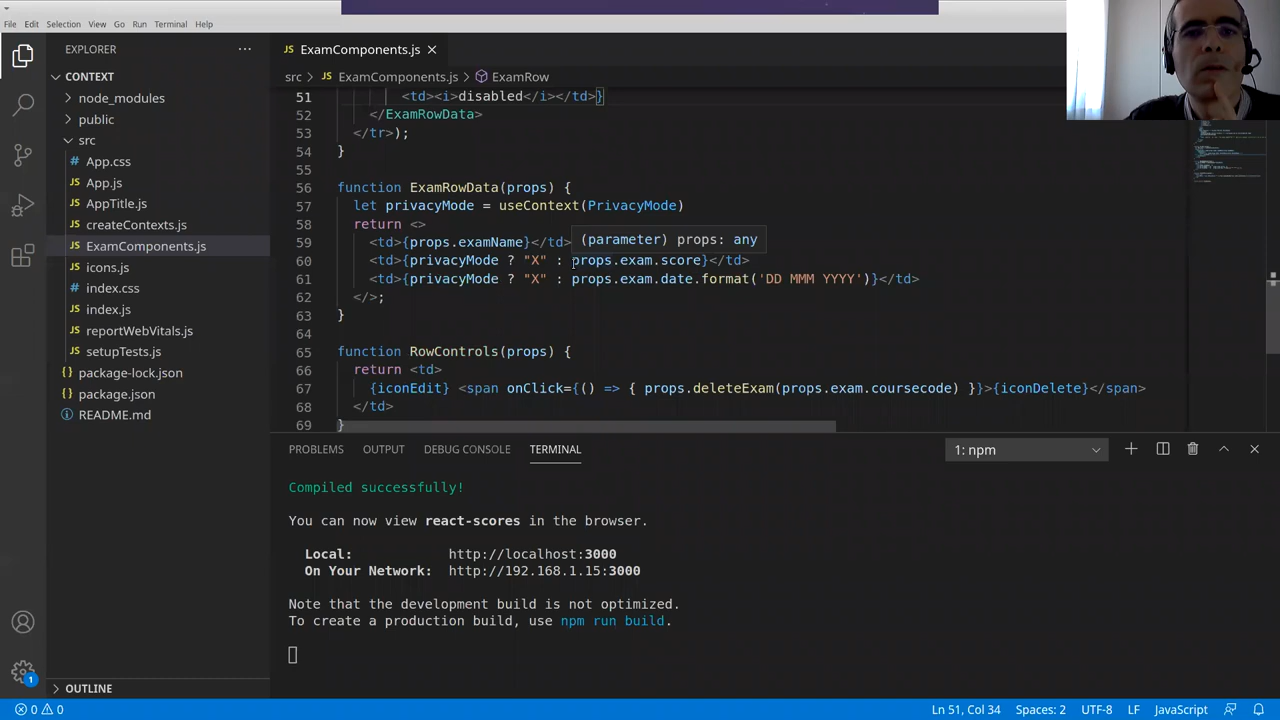 File Edit Selection View Go Run Terminal Help
EXPLORER
CONTEXT
node_modules
public
src
App.css
App.js
AppTitle.js
createContexts.js
ExamComponents.js
icons.js
index.css
index.js
reportWebVitals.js
setupTests.js
package-lock.json
package.json
README.md
OUTLINE
JS ExamComponents.js
src > JS ExamComponents.js > ExamRow
51 <td><i>disabled</i></td>}
52 </ExamRowData>
53 </tr>);
54 }
55
56 function ExamRowData(props) {
57 let privacyMode = useContext(PrivacyMode)
58 return <>
59 <td>{props.examName}</td>
(parameter) props: any
60 <td>{privacyMode ? "X" : props.exam.score}</td>
61 <td>{privacyMode ? "X" : props.exam.date.format('DD MMM YYYY')}</td>
62 </>;
63 }
64
65 function RowControls(props) {
66 return <td>
67 {iconEdit} <span onClick={() => { props.deleteExam(props.exam.coursecode) }}>{iconDelete}</span>
68 </td>
69 }
PROBLEMS OUTPUT DEBUG CONSOLE TERMINAL 1: npm
Compiled successfully!
You can now view react-scores in the browser.
Local: http://localhost:3000
On Your Network: http://192.168.1.15:3000
Note that the development build is not optimized.
To create a production build, use npm run build.
1
0 0 Ln 51, Col 34 Spaces: 2 UTF-8 LF JavaScript